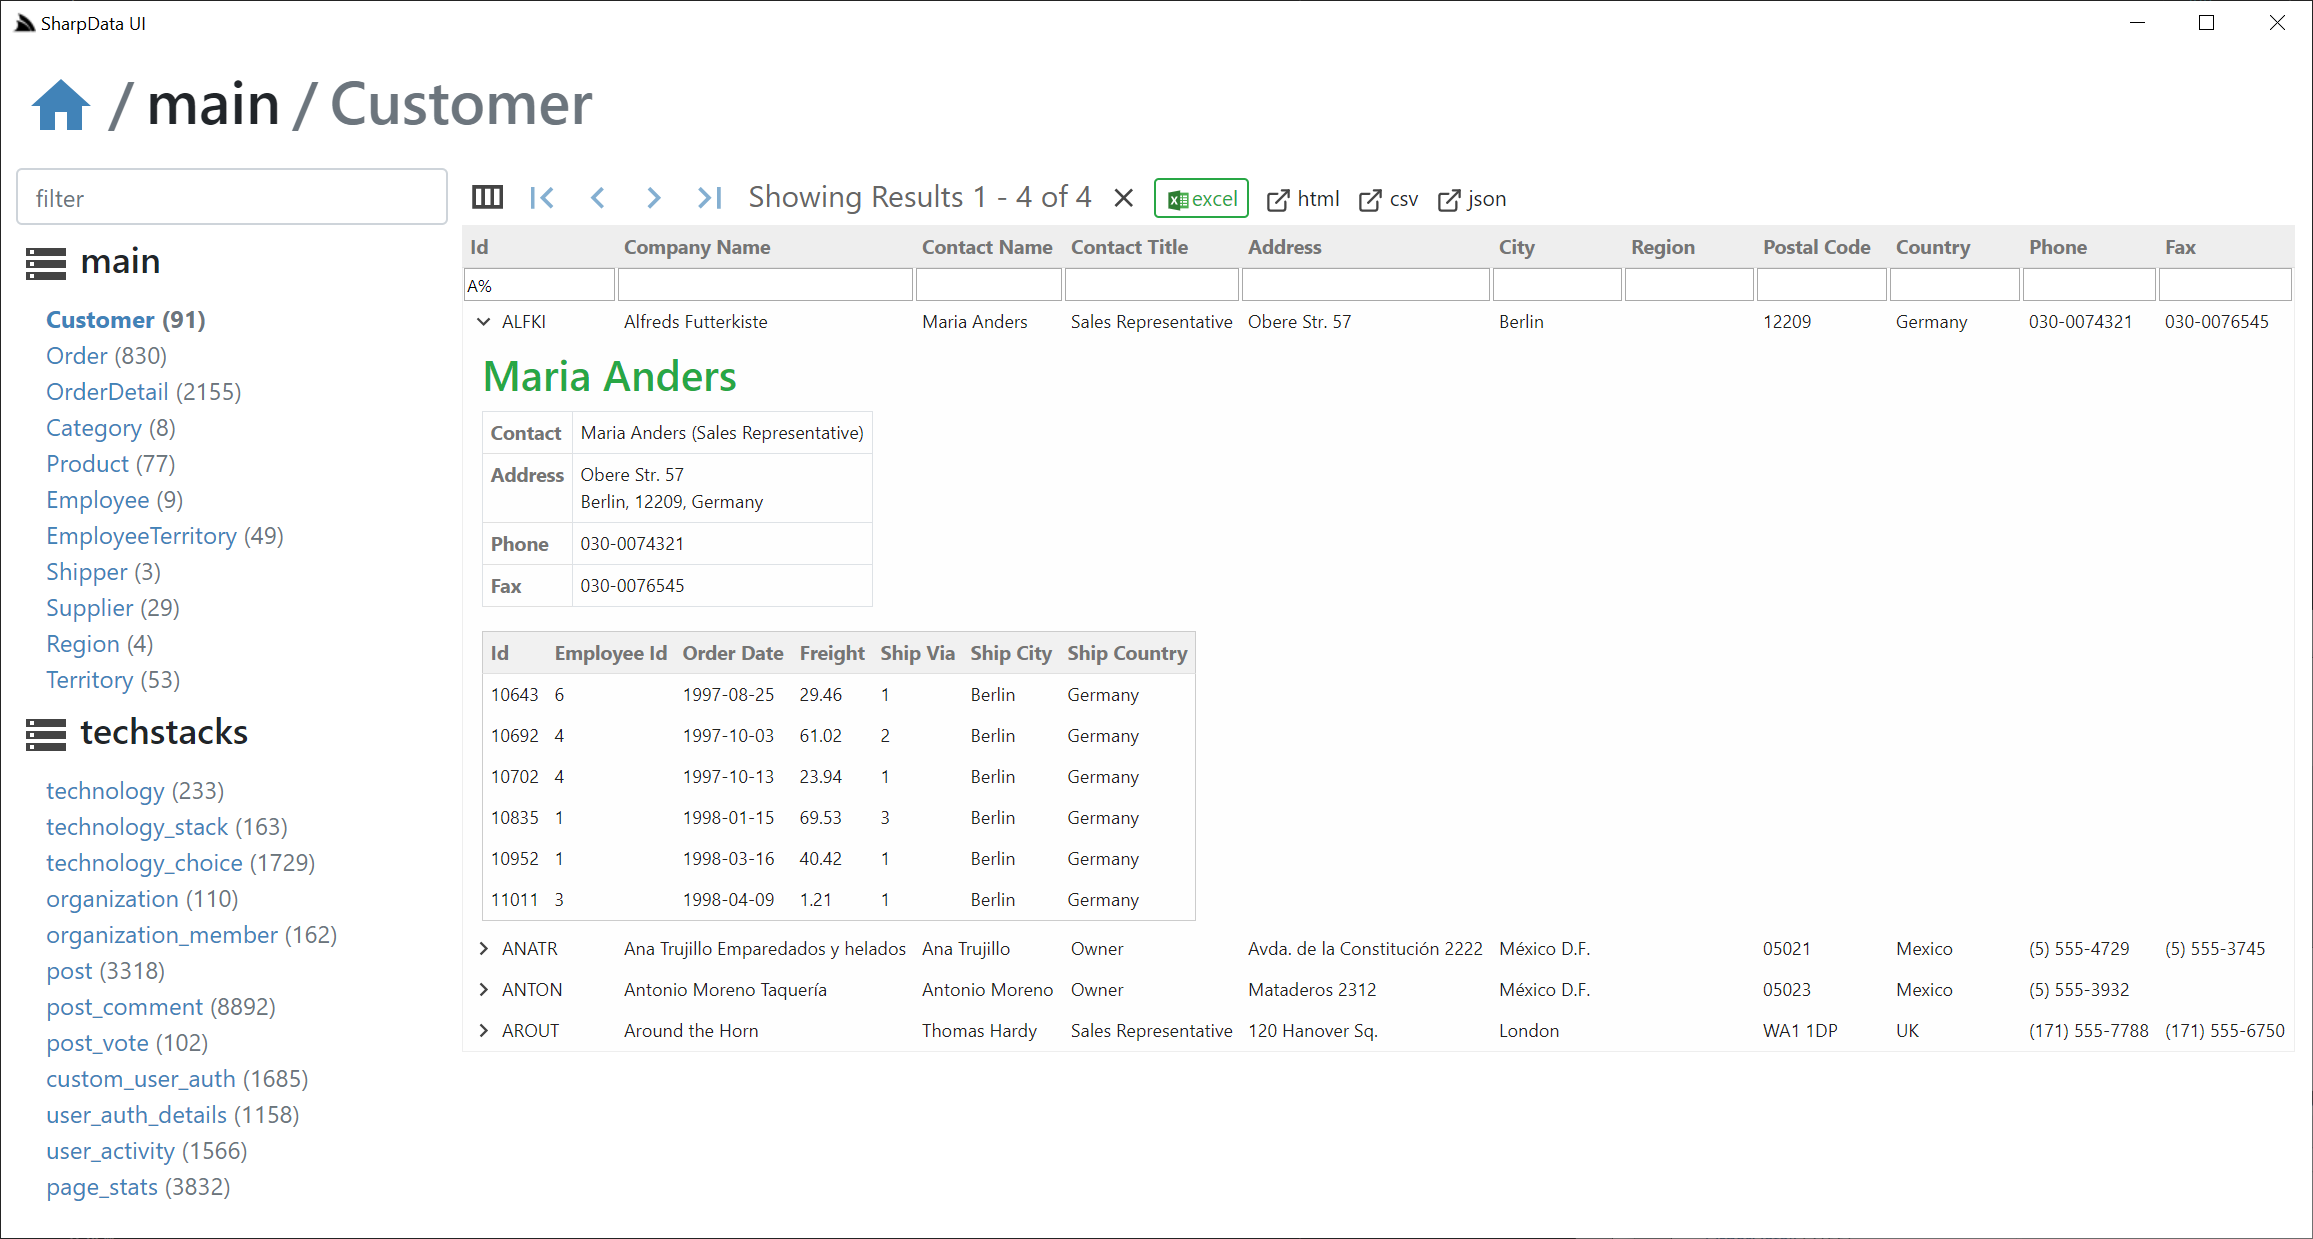 SharpData UI
/ main / Customer
filter
main
Customer (91)
Order (830)
OrderDetail (2155)
Category (8)
Product (77)
Employee (9)
EmployeeTerritory (49)
Shipper (3)
Supplier (29)
Region (4)
Territory (53)
techstacks
technology (233)
technology_stack (163)
technology_choice (1729)
organization (110)
organization_member (162)
post (3318)
post_comment (8892)
post_vote (102)
custom_user_auth (1685)
user_auth_details (1158)
user_activity (1566)
page_stats (3832)
Showing Results 1 - 4 of 4 excel html csv json
Id Company Name Contact Name Contact Title Address City Region Postal Code Country Phone Fax
A%
ALFKI Alfreds Futterkiste Maria Anders Sales Representative Obere Str. 57 Berlin 12209 Germany 030-0074321 030-0076545
Maria Anders
Contact Maria Anders (Sales Representative)
Address Obere Str. 57
Berlin, 12209, Germany
Phone 030-0074321
Fax 030-0076545
Id Employee Id Order Date Freight Ship Via Ship City Ship Country
10643 6 1997-08-25 29.46 1 Berlin Germany
10692 4 1997-10-03 61.02 2 Berlin Germany
10702 4 1997-10-13 23.94 1 Berlin Germany
10835 1 1998-01-15 69.53 3 Berlin Germany
10952 1 1998-03-16 40.42 1 Berlin Germany
11011 3 1998-04-09 1.21 1 Berlin Germany
ANATR Ana Trujillo Emparedados y helados Ana Trujillo Owner Avda. de la Constitución 2222 México D.F. 05021 Mexico (5) 555-4729 (5) 555-3745
ANTON Antonio Moreno Taquería Antonio Moreno Owner Mataderos 2312 México D.F. 05023 Mexico (5) 555-3932
AROUT Around the Horn Thomas Hardy Sales Representative 120 Hanover Sq. London WA1 1DP UK (171) 555-7788 (171) 555-6750